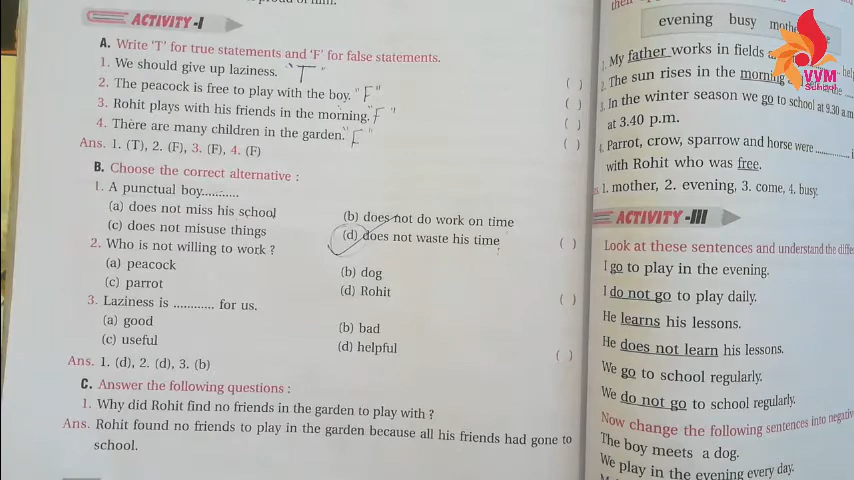 ACTIVITY-I
A. Write 'T' for true statements and 'F' for false statements.
1. We should give up laziness. "T" ( )
2. The peacock is free to play with the boy. "F" ( )
3. Rohit plays with his friends in the morning. "F" ( )
4. There are many children in the garden. "F" ( )
Ans. 1. (T), 2. (F), 3. (F), 4. (F)
B. Choose the correct alternative :
1. A punctual boy...........
(a) does not miss his school (b) does not do work on time
(c) does not misuse things (d) does not waste his time ( )
2. Who is not willing to work ?
(a) peacock (b) dog
(c) parrot (d) Rohit ( )
3. Laziness is ............ for us.
(a) good (b) bad
(c) useful (d) helpful ( )
Ans. 1. (d), 2. (d), 3. (b)
C. Answer the following questions :
1. Why did Rohit find no friends in the garden to play with ?
Ans. Rohit found no friends to play in the garden because all his friends had gone to
school.
evening busy
1. My father works in fields
2. The sun rises in the morning
3. In the winter season we go to school at 9.30 a.m
at 3.40 p.m.
4. Parrot, crow, sparrow and horse were ............
with Rohit who was free.
1. mother, 2. evening, 3. come, 4. busy.
ACTIVITY-III
Look at these sentences and understand the
I go to play in the evening.
I do not go to play daily.
He learns his lessons.
He does not learn his lessons.
We go to school regularly.
We do not go to school regularly.
Now change the following sentences into
The boy meets a dog.
We play in the evening every day.
VVM
School